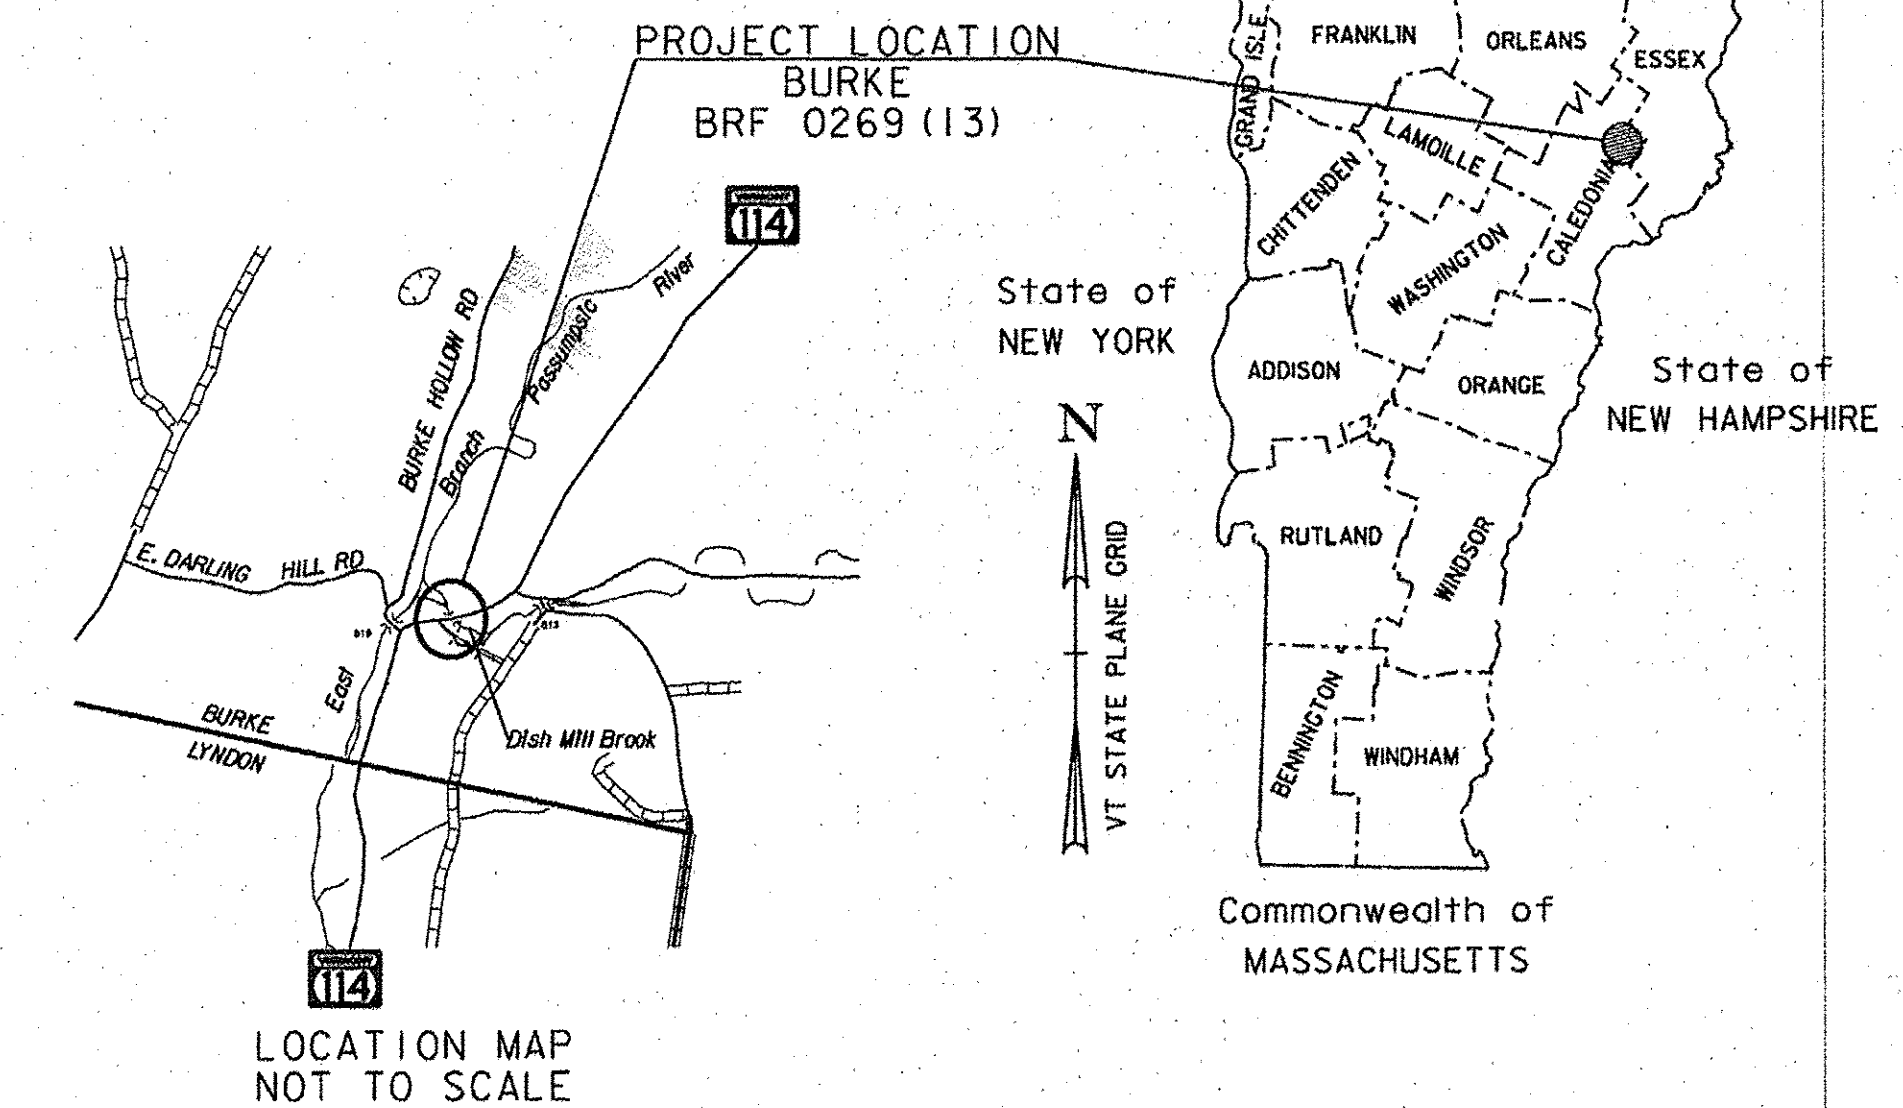 PROJECT LOCATION
BURKE
BRF 0269 (13)
VERMONT
114
BURKE HOLLOW RD
East Branch Passumpsic River
E. DARLING HILL RD
Dish Mill Brook
BURKE
LYNDON
VERMONT
114
LOCATION MAP
NOT TO SCALE
N
VT STATE PLANE GRID
State of
NEW YORK
State of
NEW HAMPSHIRE
Commonwealth of
MASSACHUSETTS
GRAND ISLE
FRANKLIN
ORLEANS
ESSEX
LAMOILLE
CHITTENDEN
CALEDONIA
WASHINGTON
ADDISON
ORANGE
RUTLAND
WINDSOR
BENNINGTON
WINDHAM